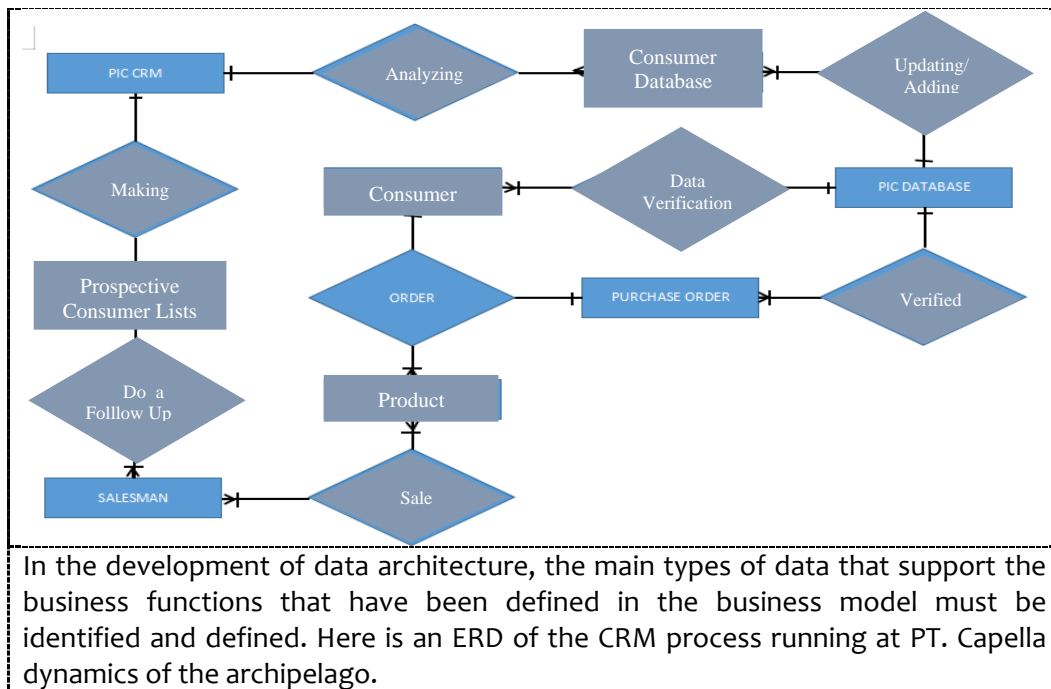 PIC CRM
Analyzing
Consumer
Database
Updating/
Adding
Making
Consumer
Data
Verification
PIC DATABASE
Prospective
Consumer Lists
ORDER
PURCHASE ORDER
Verified
Do a
Folllow Up
Product
SALESMAN
Sale
In the development of data architecture, the main types of data that support the
business functions that have been defined in the business model must be
identified and defined. Here is an ERD of the CRM process running at PT. Capella
dynamics of the archipelago.